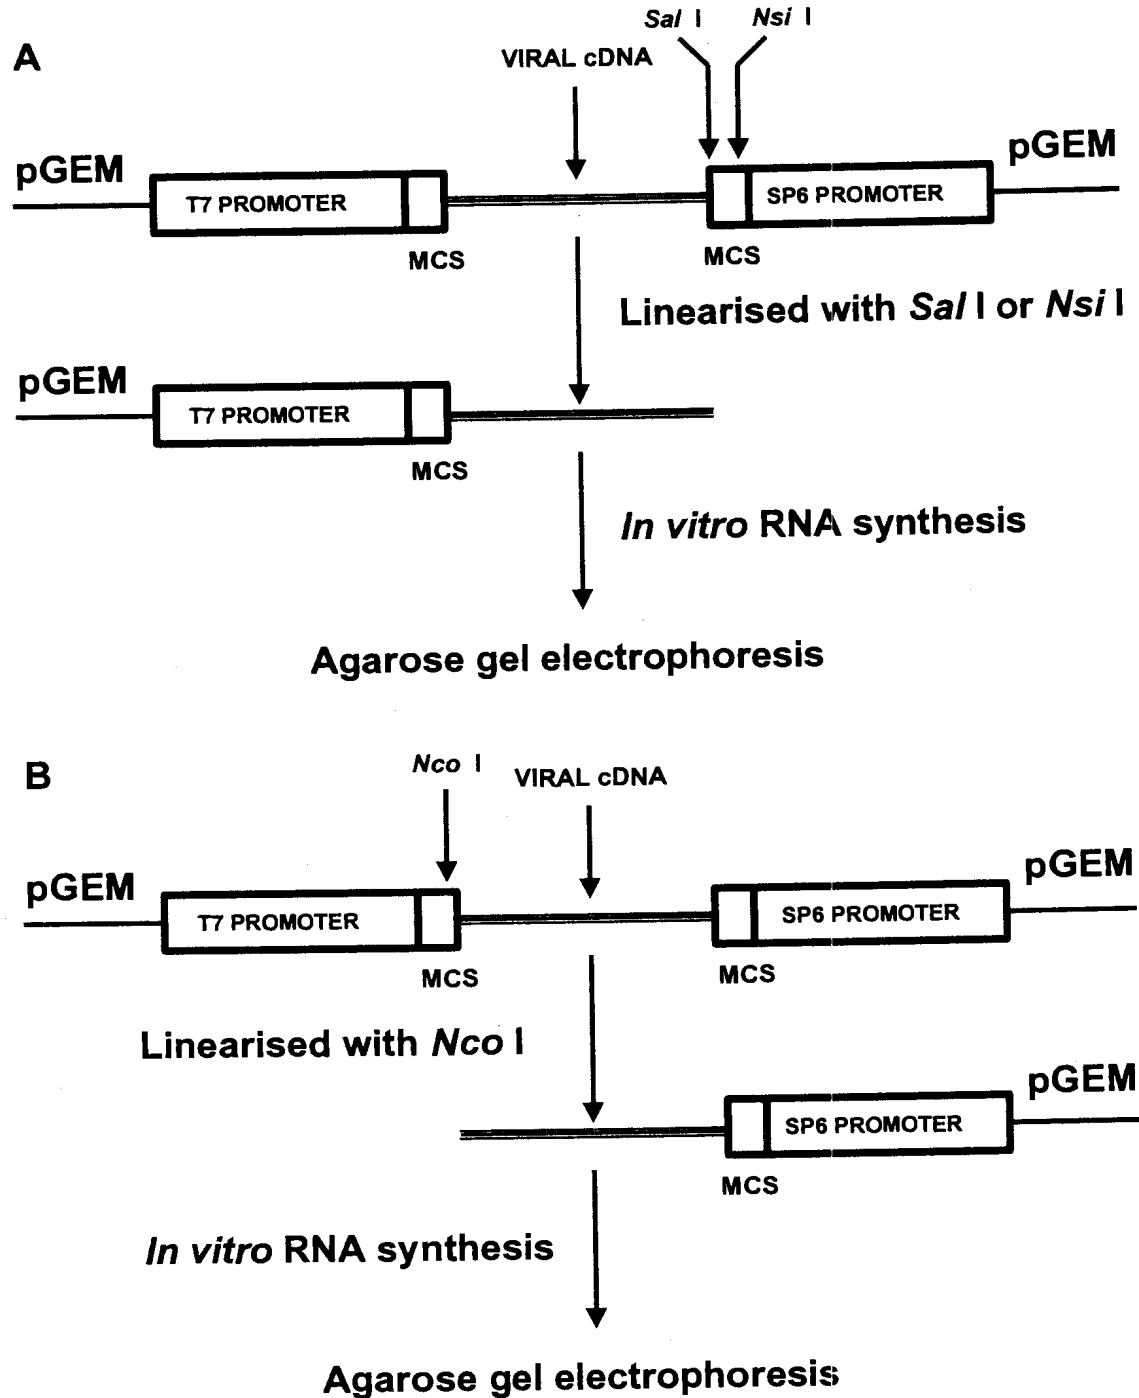 A
Sal I Nsi I
VIRAL cDNA
pGEM
pGEM
T7 PROMOTER
SP6 PROMOTER
MCS
MCS
Linearised with Sal I or Nsi I
pGEM
T7 PROMOTER
MCS
In vitro RNA synthesis
Agarose gel electrophoresis
B
Nco I
VIRAL cDNA
pGEM
pGEM
T7 PROMOTER
SP6 PROMOTER
MCS
MCS
Linearised with Nco I
pGEM
SP6 PROMOTER
MCS
In vitro RNA synthesis
Agarose gel electrophoresis